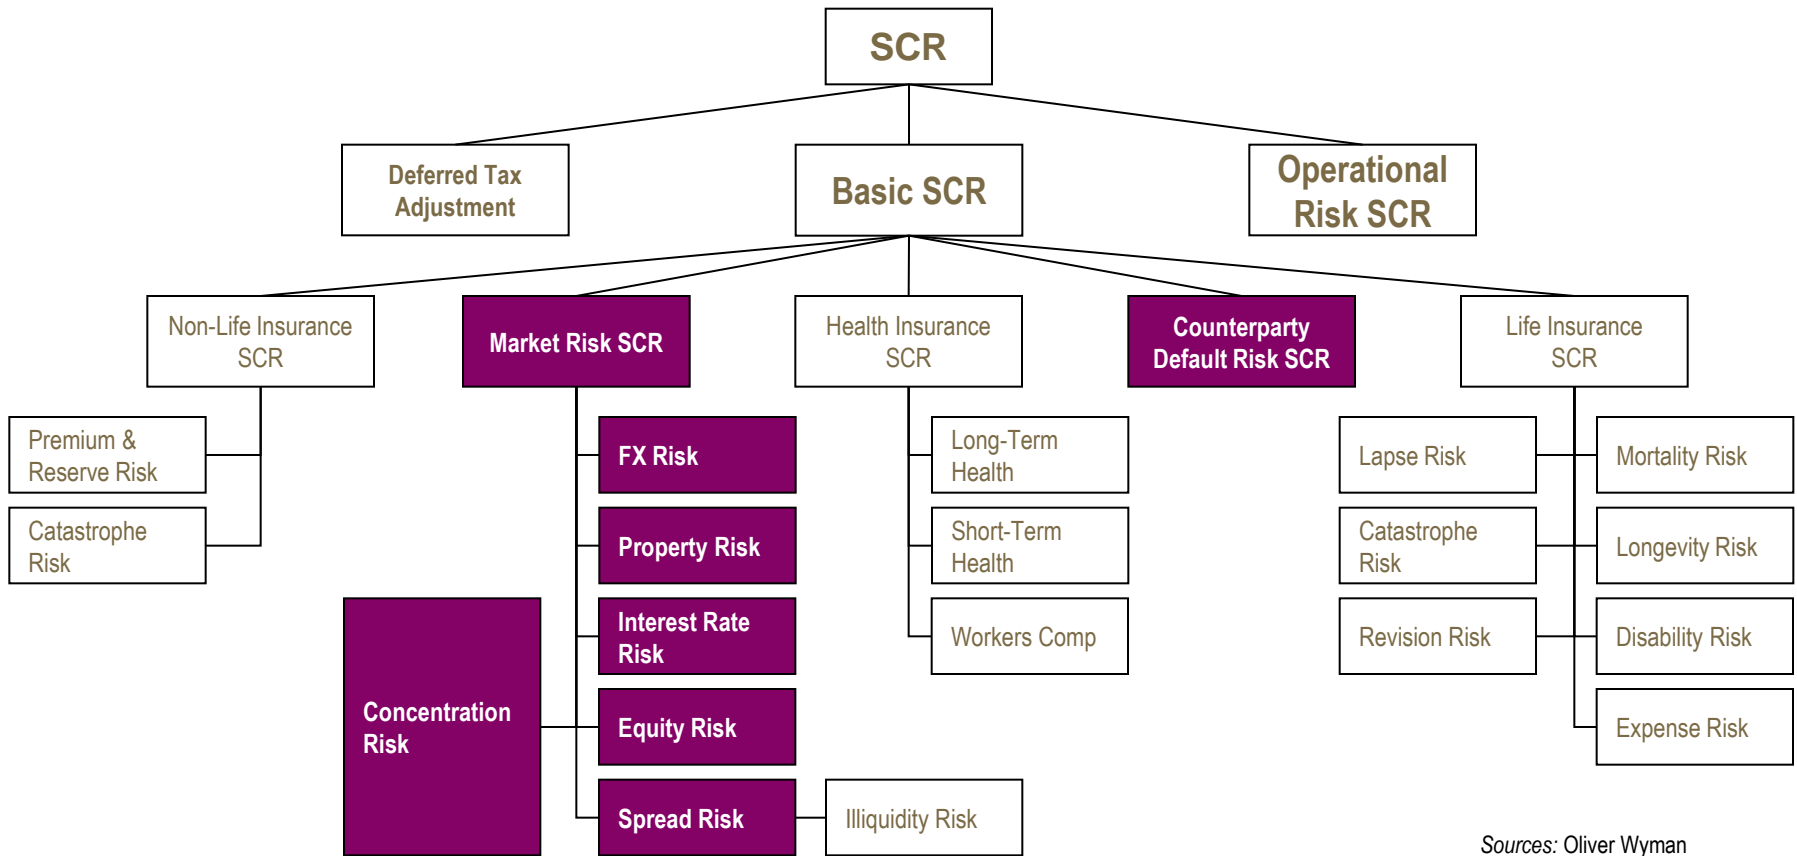 SCR
Deferred Tax
Adjustment
Basic SCR
Operational
Risk SCR
Non-Life Insurance
SCR
Market Risk SCR
Health Insurance
SCR
Counterparty
Default Risk SCR
Life Insurance
SCR
Premium &
Reserve Risk
FX Risk
Long-Term
Health
Lapse Risk
Mortality Risk
Catastrophe
Risk
Property Risk
Short-Term
Health
Catastrophe
Risk
Longevity Risk
Concentration
Risk
Interest Rate
Risk
Workers Comp
Revision Risk
Disability Risk
Equity Risk
Expense Risk
Spread Risk
Illiquidity Risk
Sources: Oliver Wyman